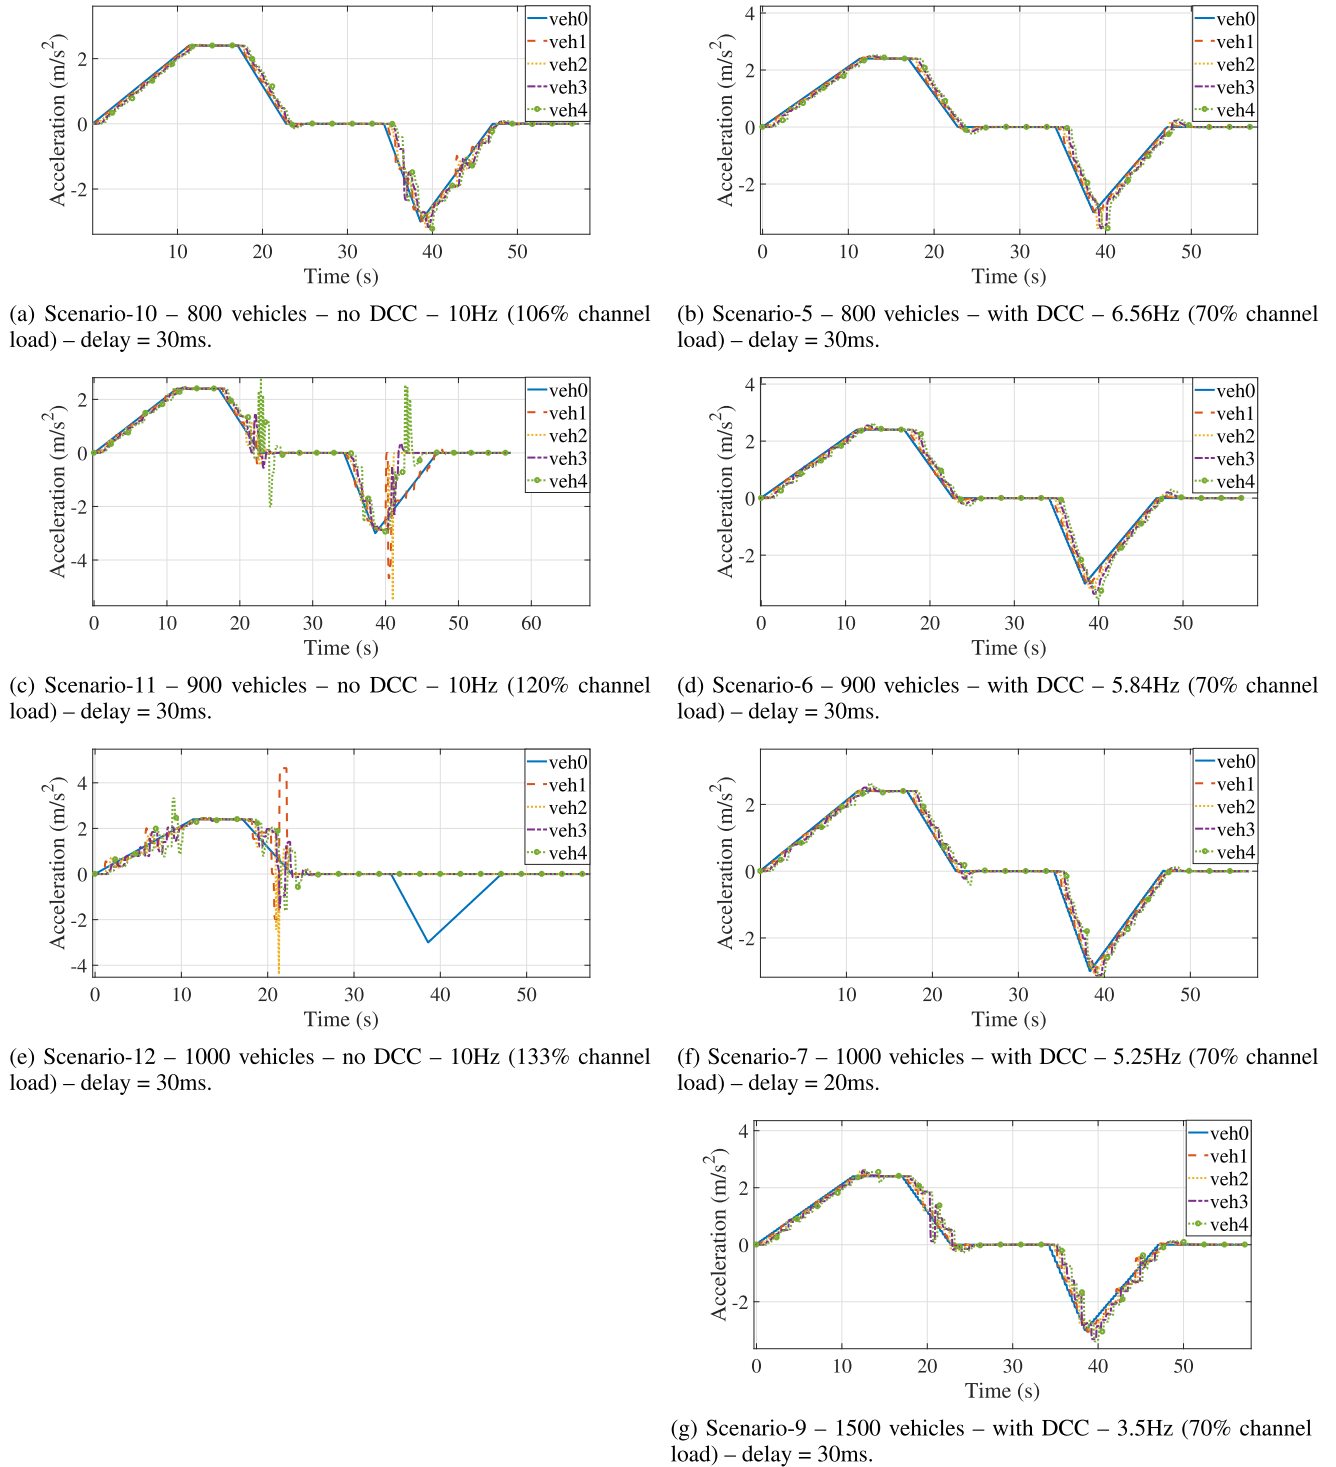 Acceleration (m/s2)
2
0
-2
10
20
30
40
50
Time (s)
veh0
veh1
veh2
veh3
veh4
(a) Scenario-10 – 800 vehicles – no DCC – 10Hz (106% channel
load) – delay = 30ms.
Acceleration (m/s2)
4
2
0
-2
0
10
20
30
40
50
Time (s)
veh0
veh1
veh2
veh3
veh4
(b) Scenario-5 – 800 vehicles – with DCC – 6.56Hz (70% channel
load) – delay = 30ms.
Acceleration (m/s2)
2
0
-2
-4
0
10
20
30
40
50
60
Time (s)
veh0
veh1
veh2
veh3
veh4
(c) Scenario-11 – 900 vehicles – no DCC – 10Hz (120% channel
load) – delay = 30ms.
Acceleration (m/s2)
4
2
0
-2
0
10
20
30
40
50
Time (s)
veh0
veh1
veh2
veh3
veh4
(d) Scenario-6 – 900 vehicles – with DCC – 5.84Hz (70% channel
load) – delay = 30ms.
Acceleration (m/s2)
4
2
0
-2
-4
0
10
20
30
40
50
Time (s)
veh0
veh1
veh2
veh3
veh4
(e) Scenario-12 – 1000 vehicles – no DCC – 10Hz (133% channel
load) – delay = 30ms.
Acceleration (m/s2)
2
0
-2
10
20
30
40
50
Time (s)
veh0
veh1
veh2
veh3
veh4
(f) Scenario-7 – 1000 vehicles – with DCC – 5.25Hz (70% channel
load) – delay = 20ms.
Acceleration (m/s2)
4
2
0
-2
0
10
20
30
40
50
Time (s)
veh0
veh1
veh2
veh3
veh4
(g) Scenario-9 – 1500 vehicles – with DCC – 3.5Hz (70% channel
load) – delay = 30ms.